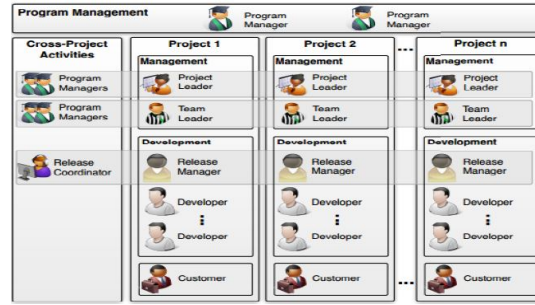 Program Management
Program
Manager
Program
Manager
Cross-Project
Activities
Program
Managers
Program
Managers
Release
Coordinator
Project 1
Management
Project
Leader
Team
Leader
Development
Release
Manager
Developer
Developer
Customer
Project 2
Management
Project
Leader
Team
Leader
Development
Release
Manager
Developer
Developer
Customer
...
...
Project n
Management
Project
Leader
Team
Leader
Development
Release
Manager
Developer
Developer
Customer